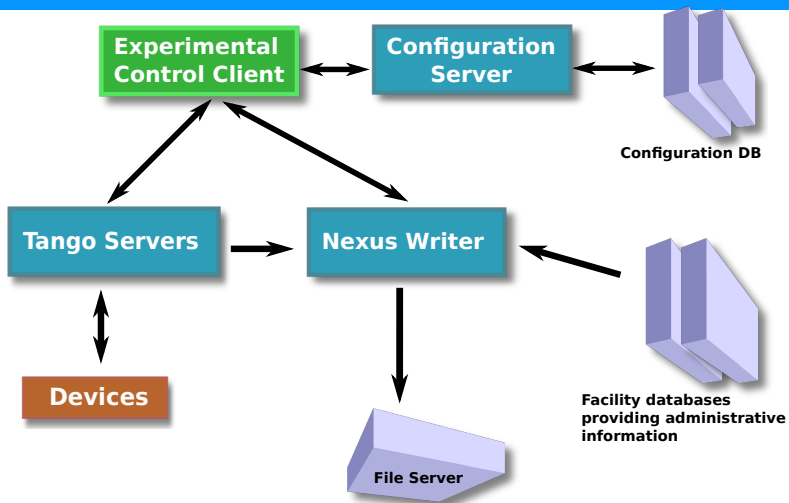 Experimental
Control Client
Configuration
Server
Configuration DB
Tango Servers
Nexus Writer
Devices
Facility databases
providing administrative
information
File Server